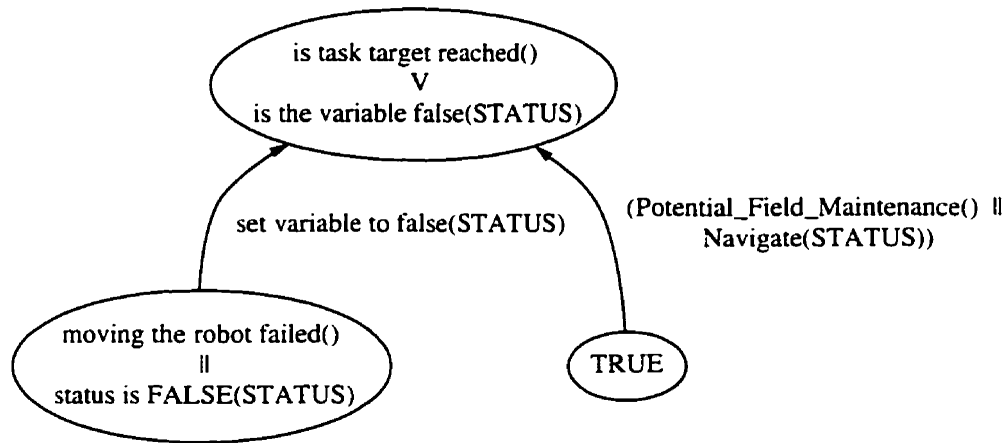 is task target reached()
V
is the variable false(STATUS)
set variable to false(STATUS)
(Potential_Field_Maintenance() ||
Navigate(STATUS))
moving the robot failed()
||
status is FALSE(STATUS)
TRUE